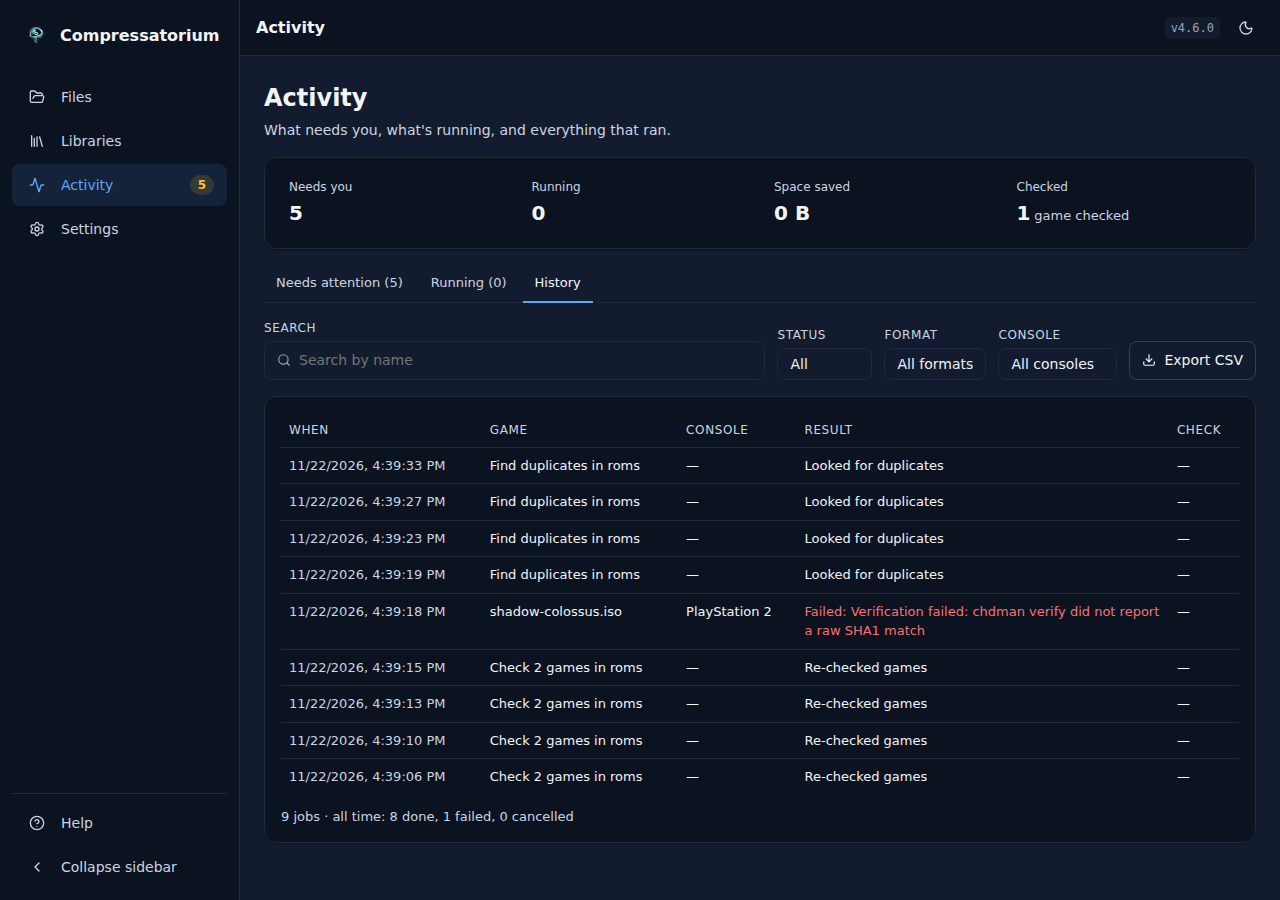 Compressatorium
Files
Libraries
Activity 5
Settings
Help
Collapse sidebar
Activity
v4.6.0
Activity
What needs you, what's running, and everything that ran.
Needs you Running Space saved Checked
5 0 0 B 1 game checked
Needs attention (5) Running (0) History
SEARCH STATUS FORMAT CONSOLE
Search by name All All formats All consoles Export CSV
WHEN GAME CONSOLE RESULT CHECK
11/22/2026, 4:39:33 PM Find duplicates in roms — Looked for duplicates —
11/22/2026, 4:39:27 PM Find duplicates in roms — Looked for duplicates —
11/22/2026, 4:39:23 PM Find duplicates in roms — Looked for duplicates —
11/22/2026, 4:39:19 PM Find duplicates in roms — Looked for duplicates —
11/22/2026, 4:39:18 PM shadow-colossus.iso PlayStation 2 Failed: Verification failed: chdman verify did not report —
a raw SHA1 match
11/22/2026, 4:39:15 PM Check 2 games in roms — Re-checked games —
11/22/2026, 4:39:13 PM Check 2 games in roms — Re-checked games —
11/22/2026, 4:39:10 PM Check 2 games in roms — Re-checked games —
11/22/2026, 4:39:06 PM Check 2 games in roms — Re-checked games —
9 jobs · all time: 8 done, 1 failed, 0 cancelled